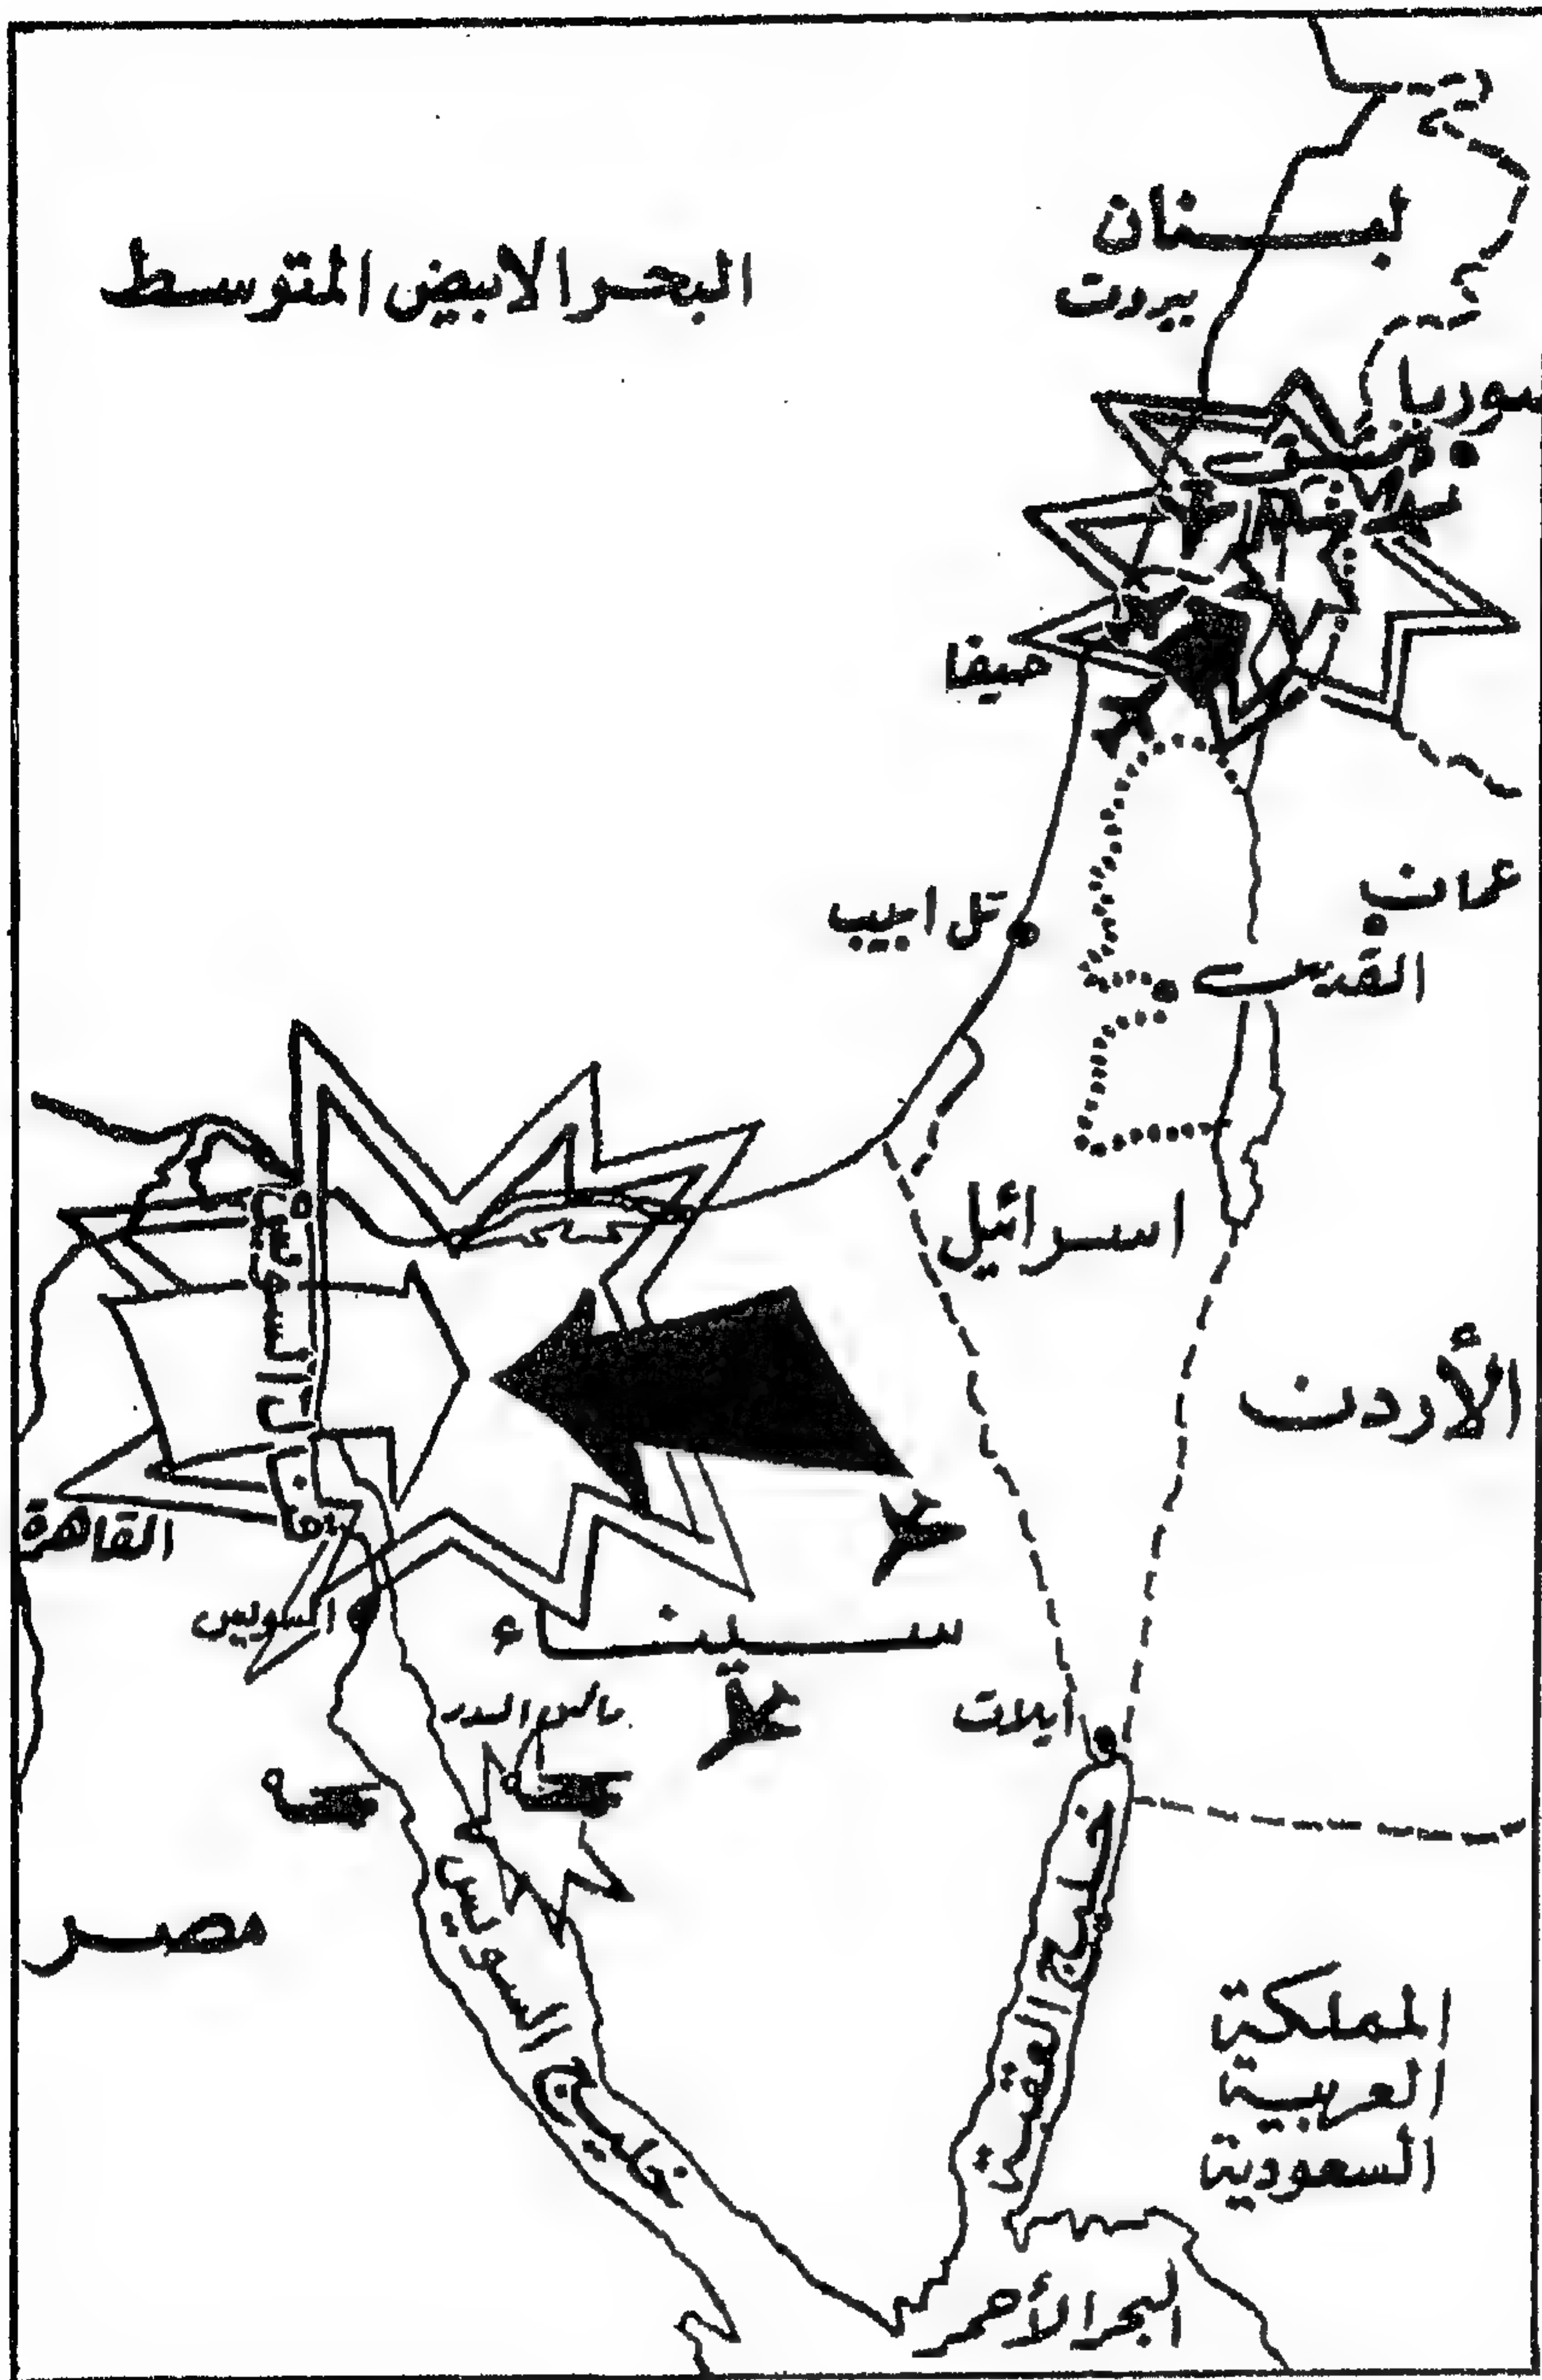 لبنان
البحر الابيض المتوسط
بيروت
سوريا
دمشق
حيفا
عمان
تل ابيب
القدس
اسرائيل
الأردن
القاهرة
السويس
سيناء
ايلات
خليج السويس
خليج العقبة
مصر
المملكة
العربية
السعودية
البحر الأحمر